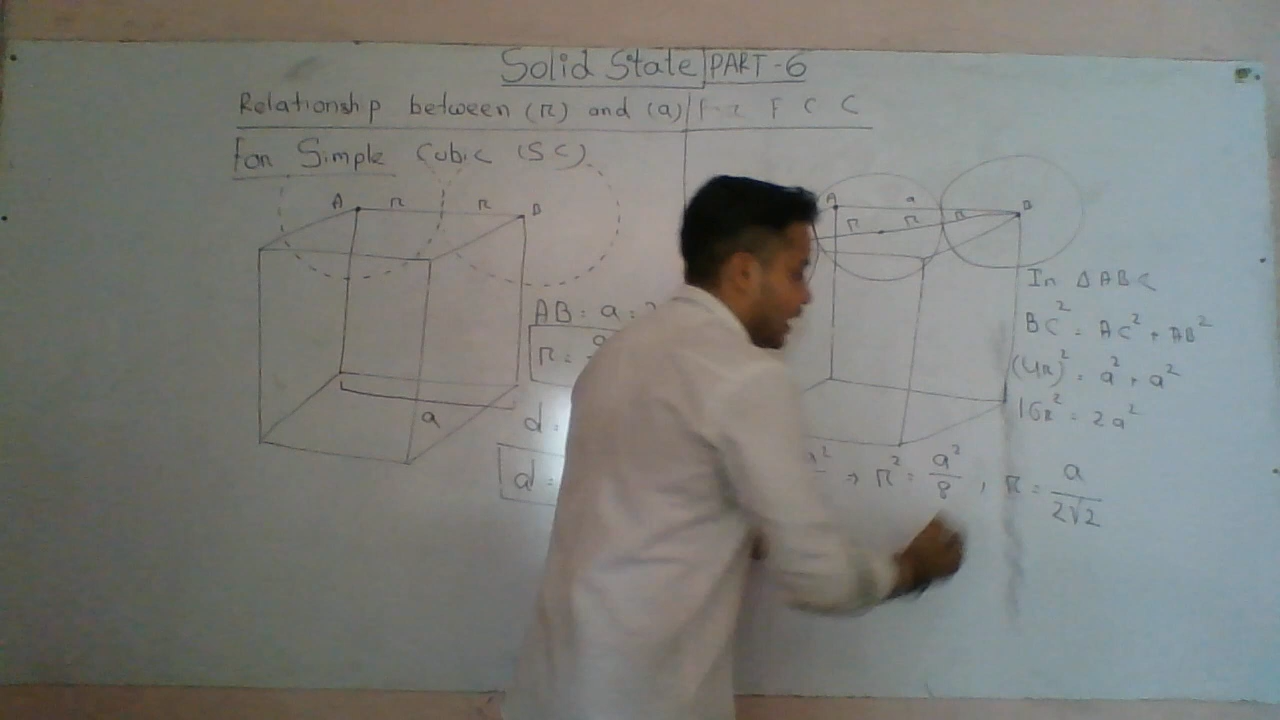 Solid State PART-6
Relationship between (r) and (a) F C C
For Simple Cubic (SC)
A r r B
AB = a =
r = a
d =
d =
a
A a B
r r r
In Δ ABC
BC² = AC² + AB²
(4r)² = a² + a²
16r² = 2a²
⇒ r² = a²/8 , r = a/2√2